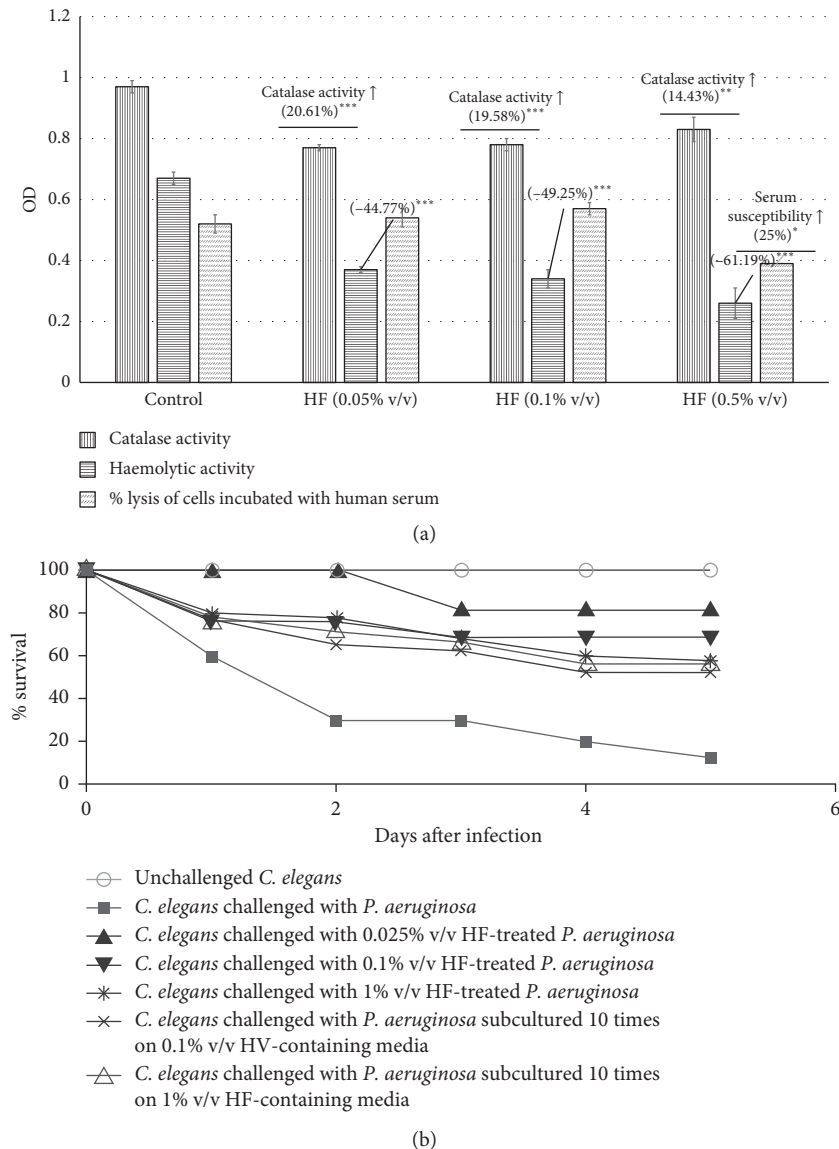 1.2
1
0.8
0.6
0.4
0.2
0
OD
Catalase activity ↑
(20.61%)***
(–44.77%)***
Catalase activity ↑
(19.58%)***
(–49.25%)***
Catalase activity ↑
(14.43%)**
Serum
susceptibility ↑
(25%)*
(–61.19%)***
Control
HF (0.05% v/v)
HF (0.1% v/v)
HF (0.5% v/v)
Catalase activity
Haemolytic activity
% lysis of cells incubated with human serum
(a)
100
80
60
40
20
0
% survival
0
2
4
6
Days after infection
Unchallenged C. elegans
C. elegans challenged with P. aeruginosa
C. elegans challenged with 0.025% v/v HF-treated P. aeruginosa
C. elegans challenged with 0.1% v/v HF-treated P. aeruginosa
C. elegans challenged with 1% v/v HF-treated P. aeruginosa
C. elegans challenged with P. aeruginosa subcultured 10 times
on 0.1% v/v HV-containing media
C. elegans challenged with P. aeruginosa subcultured 10 times
on 1% v/v HF-containing media
(b)